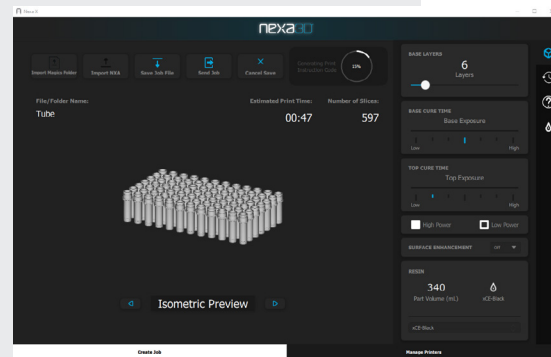 Nexa X
nexa3D
Import Magics Folder
Import NXA
Save Job File
Send Job
Cancel Save
Generating Print Instruction Code
15%
File/Folder Name:
Tube
Estimated Print Time:
00:47
Number of Slices:
597
Isometric Preview
Create Job
Manage Printers
BASE LAYERS
6
Layers
BASE CURE TIME
Base Exposure
Low
High
TOP CURE TIME
Top Exposure
Low
High
High Power
Low Power
SURFACE ENHANCEMENT
Off
RESIN
340
Part Volume (mL)
xCE-Black
xCE-Black